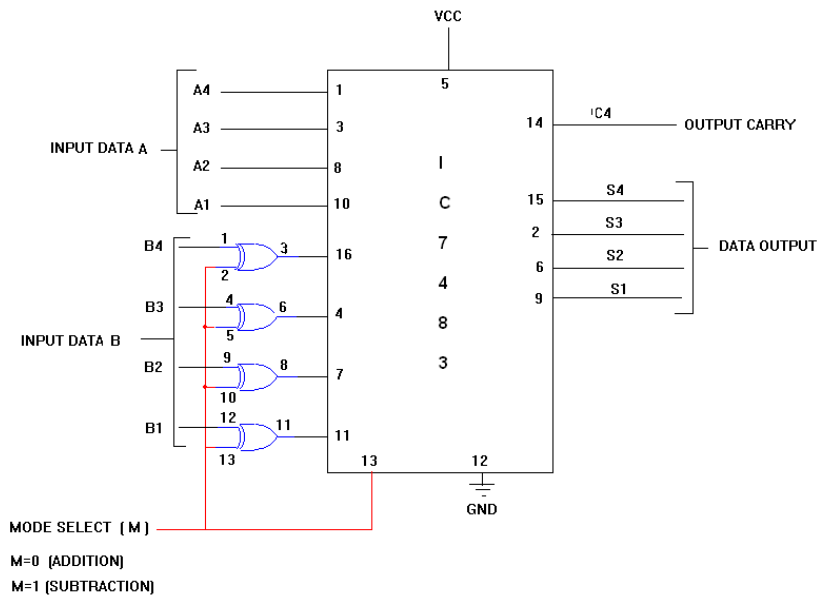 VCC
5
A4 1
A3 3
A2 8
A1 10
INPUT DATA A
14 C4 OUTPUT CARRY
I
C
7
4
8
3
15 S4
2 S3
6 S2
9 S1
DATA OUTPUT
B4 1 2 3 16
B3 4 5 6 4
B2 9 10 8 7
B1 12 13 11 11
INPUT DATA B
13 12
GND
MODE SELECT (M)
M=0 (ADDITION)
M=1 (SUBTRACTION)